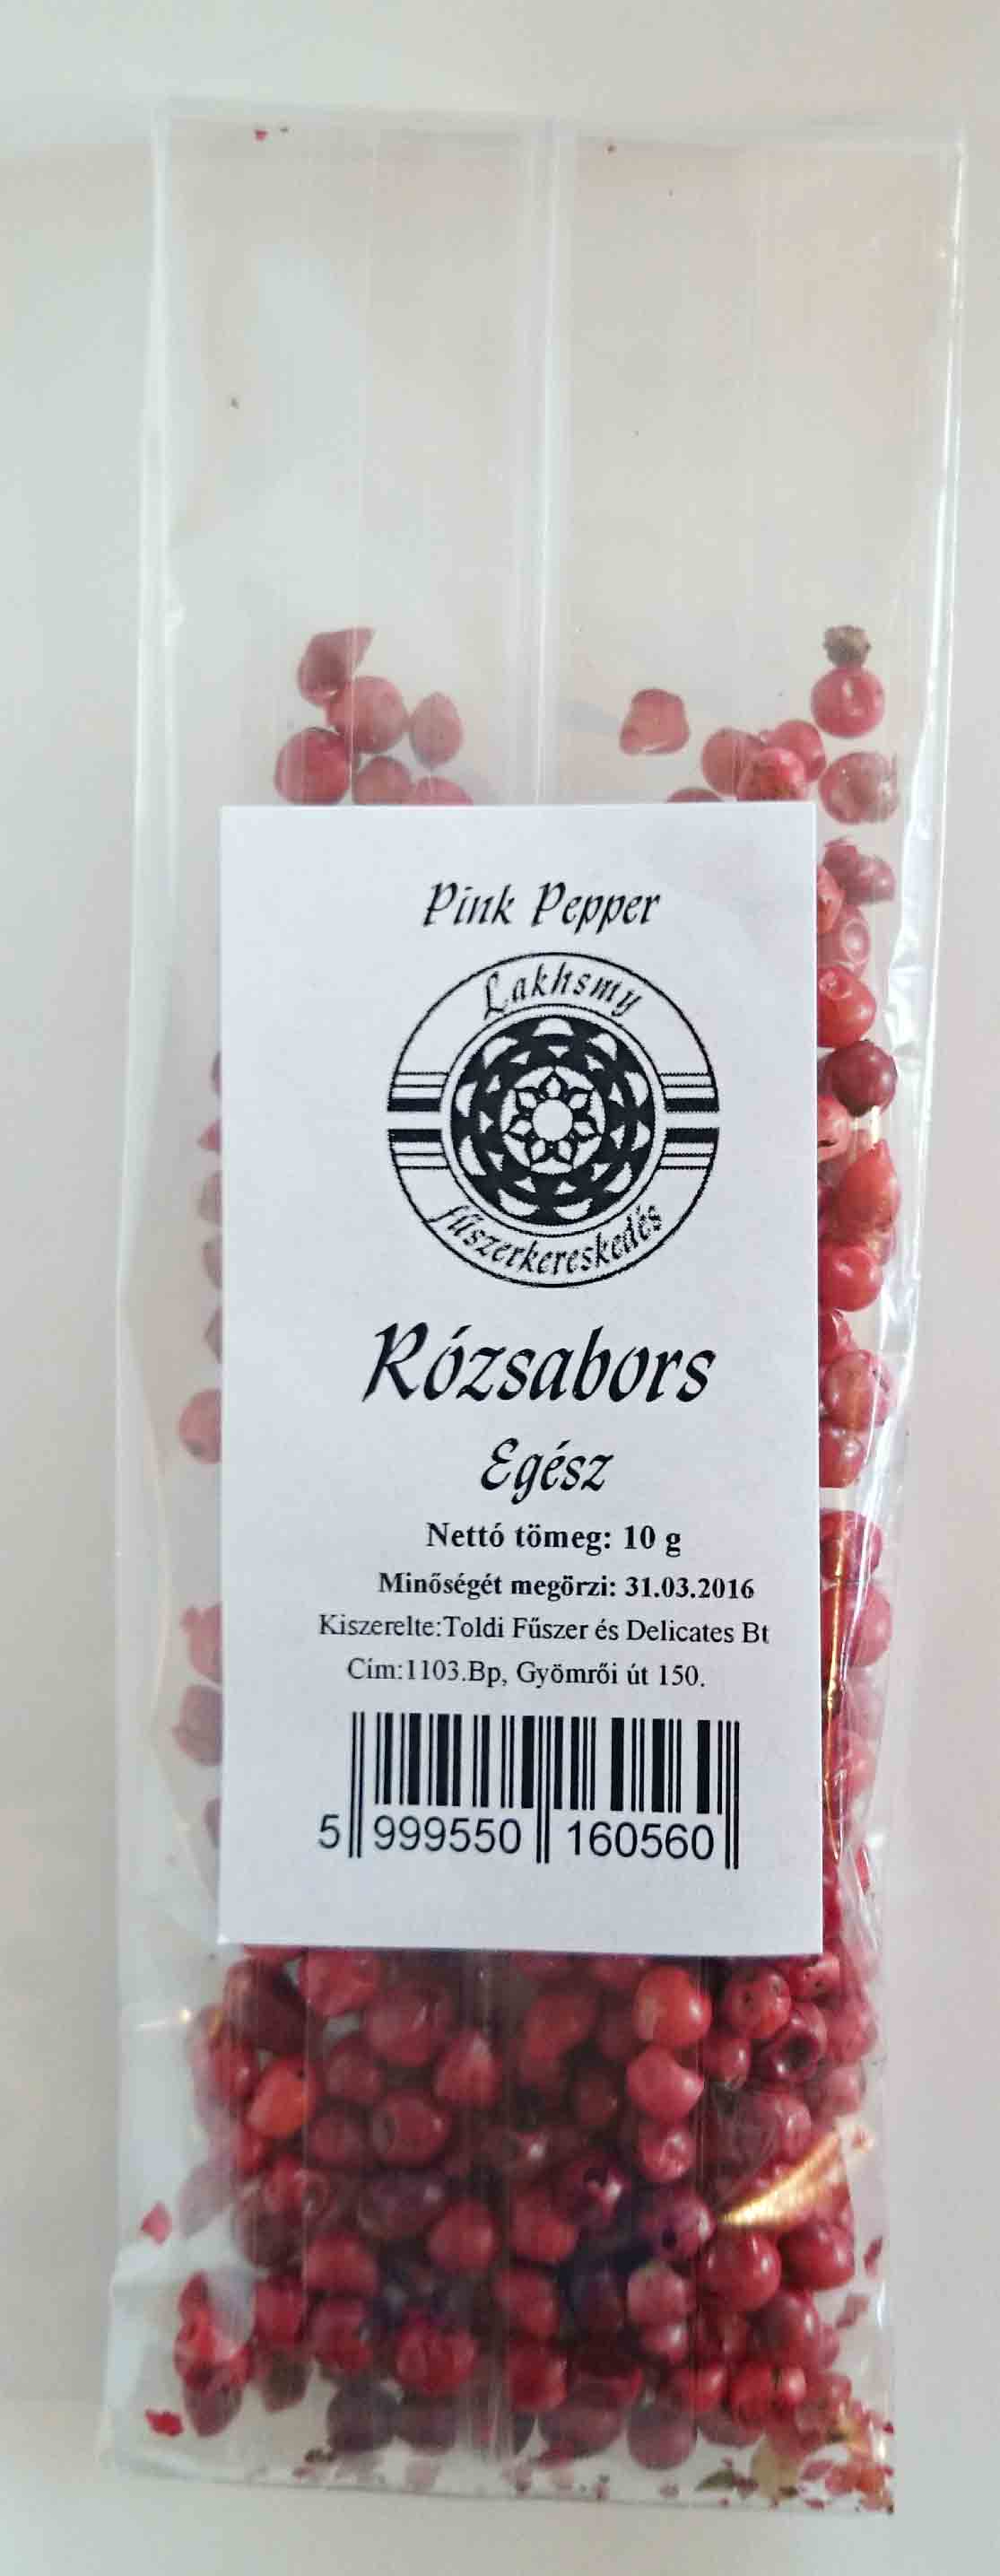 Pink Pepper
Lakhsmy
fűszerkereskedés
Rózsabors
Egész
Nettó tömeg: 10 g
Minőségét megörzi: 31.03.2016
Kiszerelte:Toldi Fűszer és Delicates Bt
Cím:1103.Bp, Gyömrői út 150.
5 999550 160560